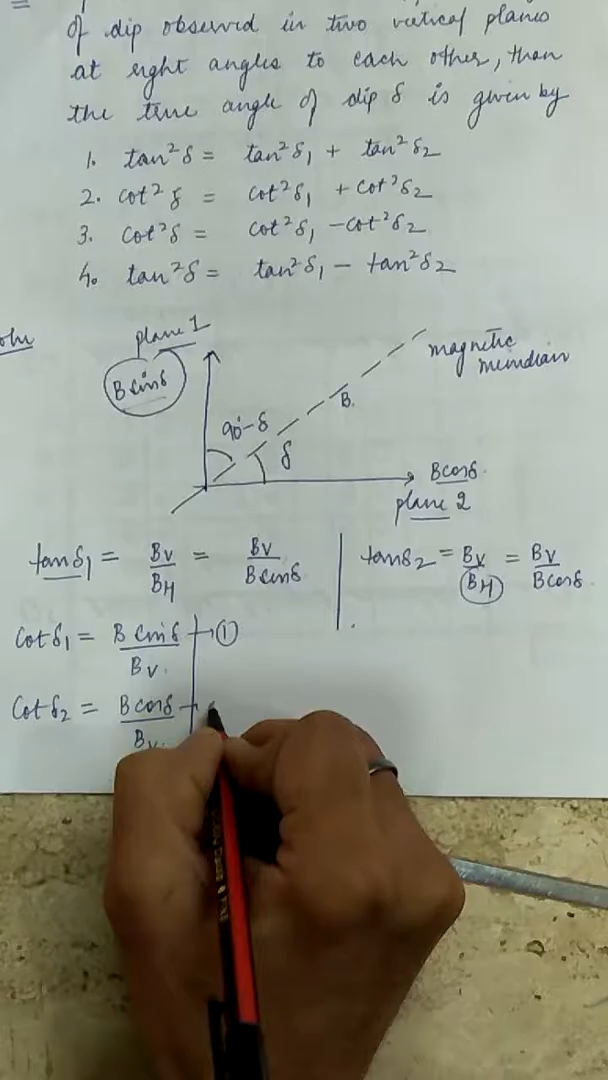 of dip observed in two vertical planes
at right angles to each other, than
the true angle of dip δ is given by
1. tan²δ = tan²δ₁ + tan²δ₂
2. cot²δ = cot²δ₁ + cot²δ₂
3. cot²δ = cot²δ₁ - cot²δ₂
4. tan²δ = tan²δ₁ - tan²δ₂
Soln
plane 1
B sinδ
magnetic
meridian
B.
90°-δ
δ
B cosδ
plane 2
tanδ₁ = Bv/BH = Bv/B sinδ
tanδ₂ = Bv/BH = Bv/B cosδ
cotδ₁ = B sinδ/Bv. → ①
cotδ₂ = B cosδ/Bv